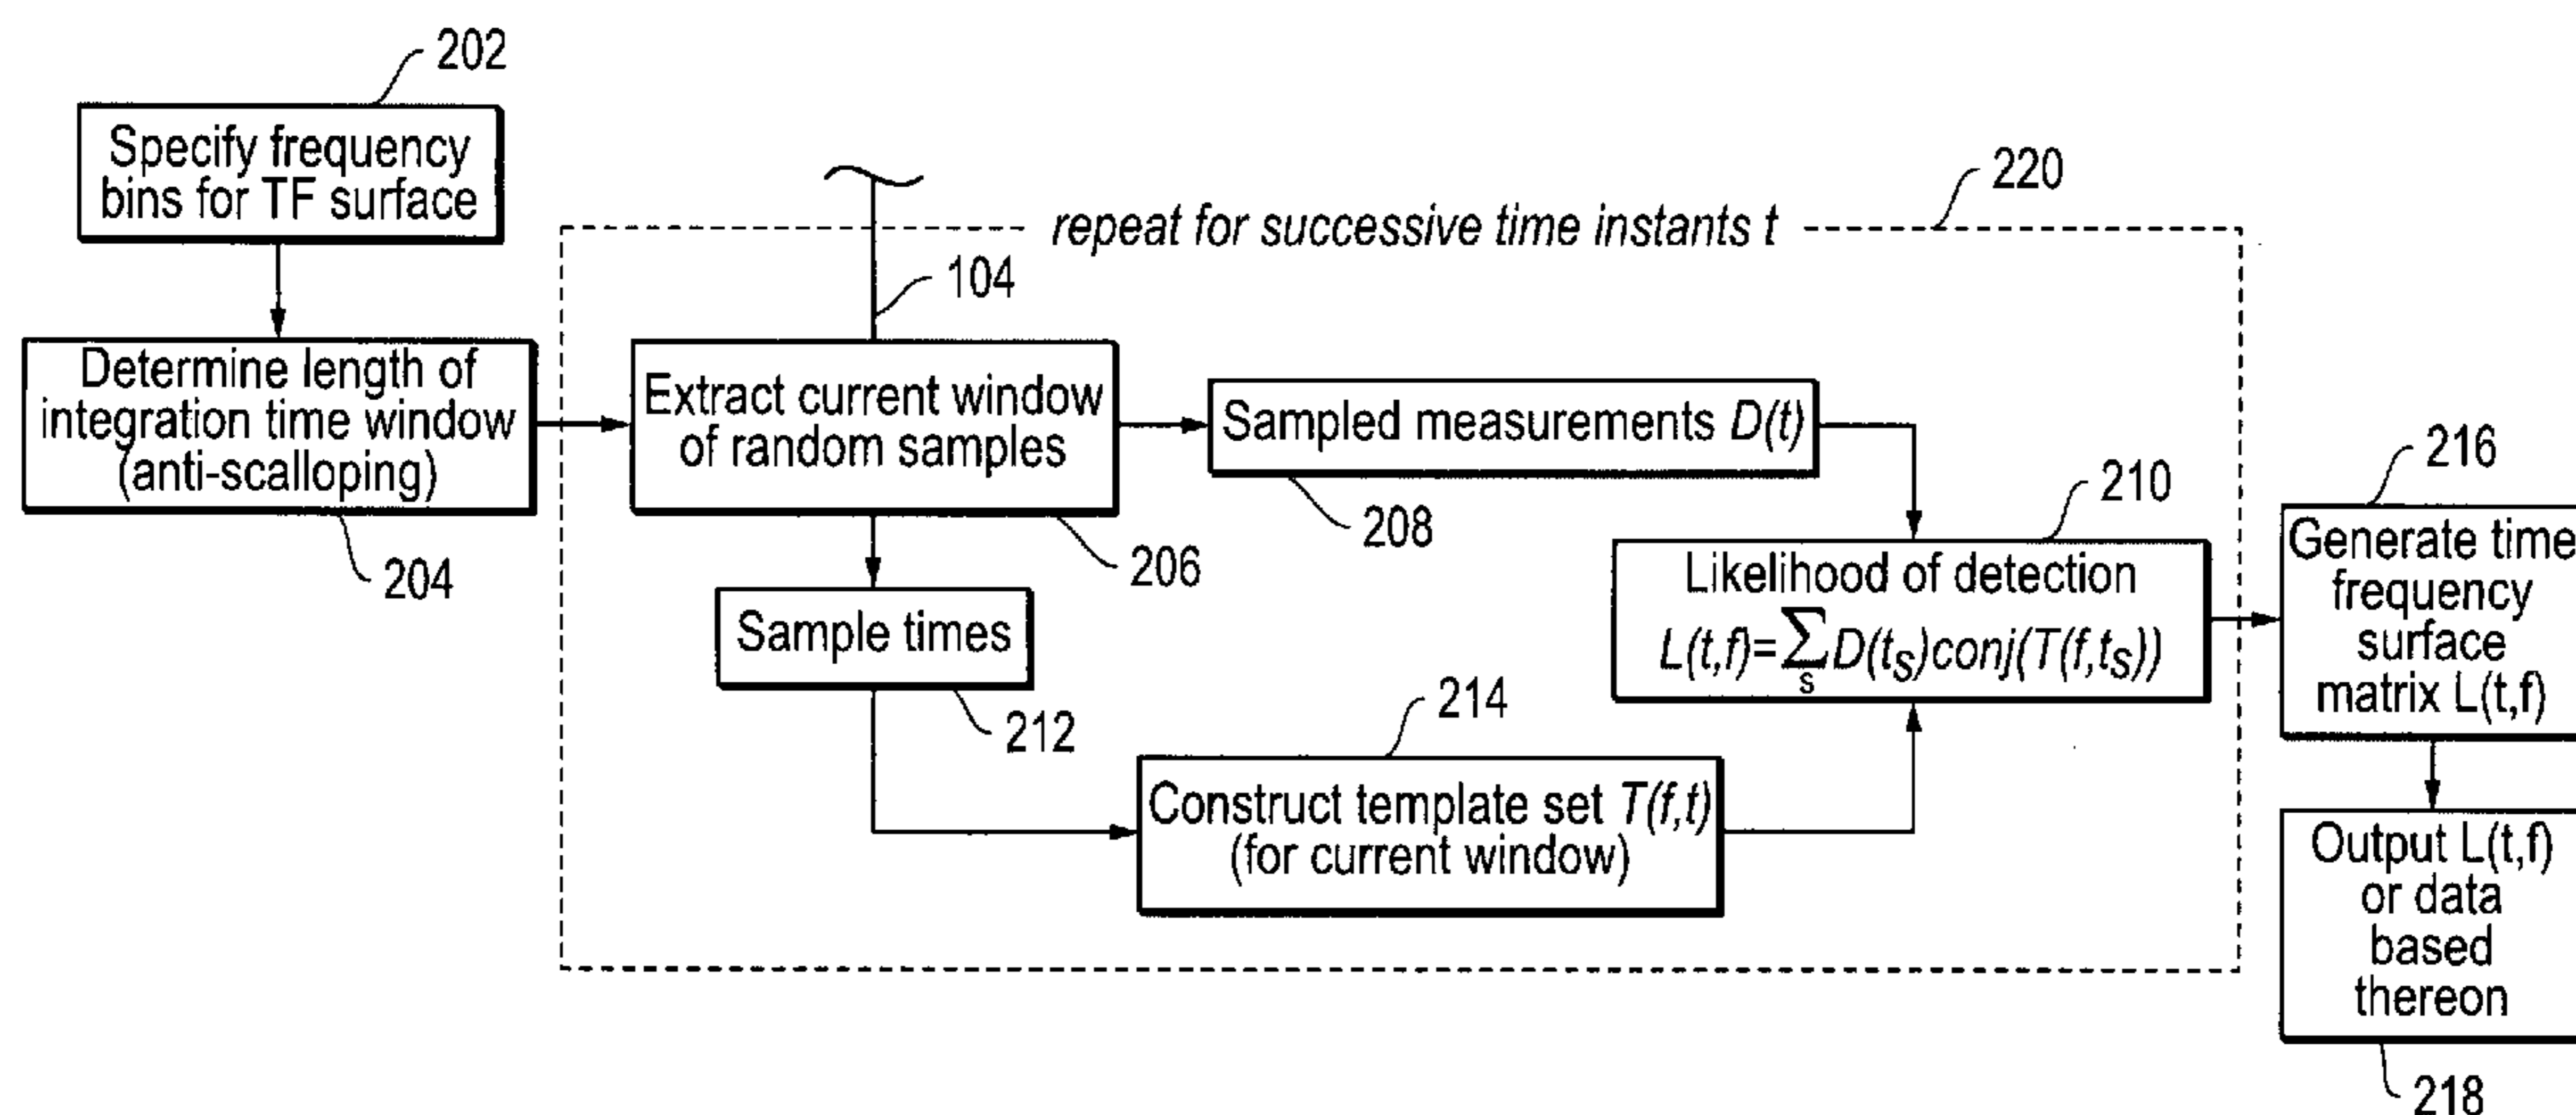 202
Specify frequency
bins for TF surface
Determine length of
integration time window
(anti-scalloping)
204
repeat for successive time instants t
220
104
Extract current window
of random samples
206
Sampled measurements D(t)
208
Sample times
212
214
Construct template set T(f,t)
(for current window)
210
Likelihood of detection
L(t,f)=∑D(tS)conj(T(f,tS))
s
216
Generate time
frequency
surface
matrix L(t,f)
Output L(t,f)
or data
based
thereon
218